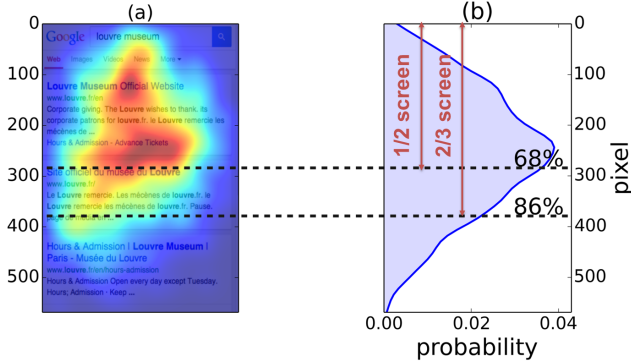 (a)
(b)
0
100
200
300
400
500
Google louvre museum
Web Images Videos News More
Louvre Museum Official Website
www.louvre.fr/en
Corporate giving. The Louvre wishes to thank. its
corporate patrons for louvre.fr. le Louvre remercie les
mécènes de ...
Hours & Admission - Advance Tickets
Site officiel du musée du Louvre
www.louvre.fr/
Le Louvre remercie. Les mécènes de louvre.fr. le
Louvre remercie les mécènes de louvre.fr. Pause.
Hours & Admission | Louvre Museum |
Paris - Musée du Louvre
www.louvre.fr/en/hours-admission
Hours & Admission Open every day except Tuesday.
Hours; Admission · Keep ...
1/2 screen
2/3 screen
68%
86%
0
100
200
300
400
500
pixel
0.00 0.02 0.04
probability